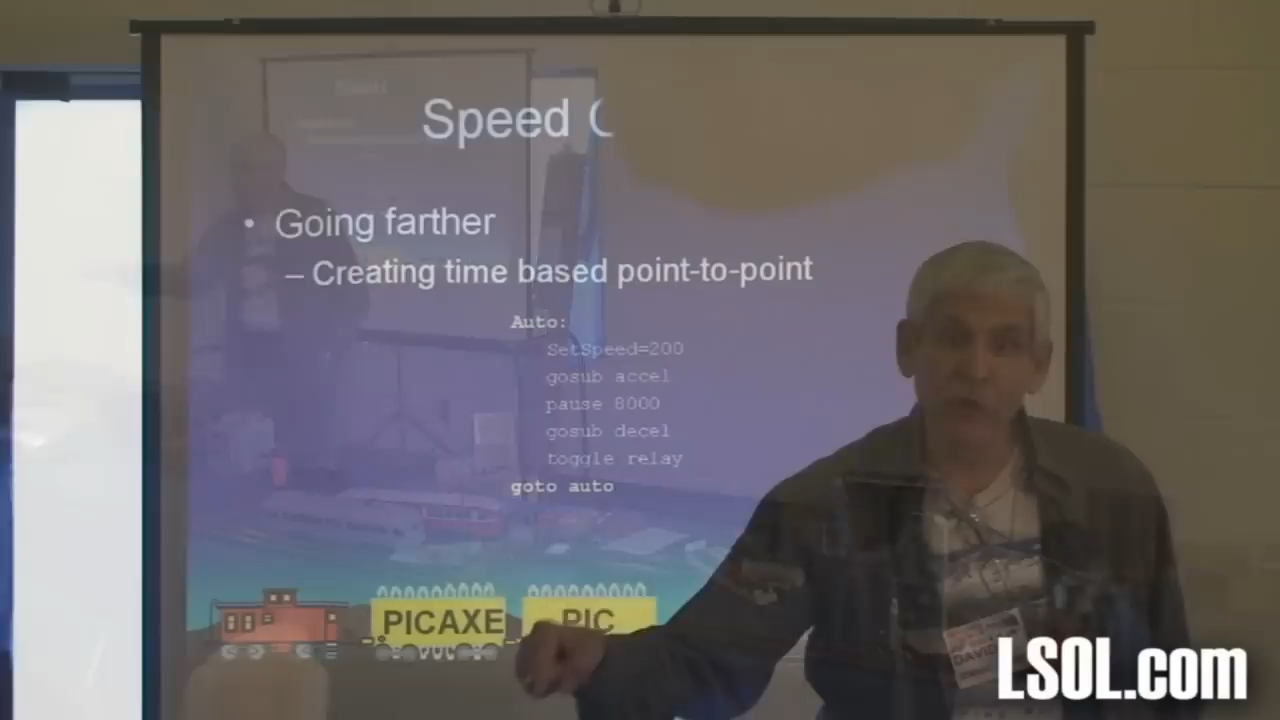 Speed C
• Going farther
– Creating time based point-to-point
Auto:
SetSpeed=200
gosub accel
pause 8000
gosub decel
toggle relay
goto auto
PICAXE
PIC
DAVID
LSOL.com